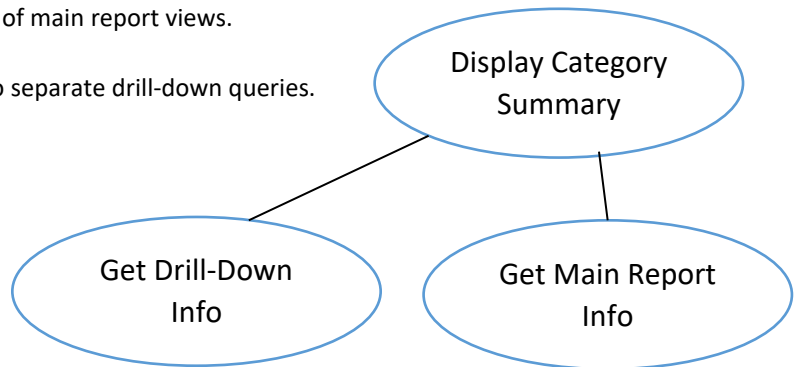 of main report views.
separate drill-down queries.
Display Category
Summary
Get Drill-Down
Info
Get Main Report
Info